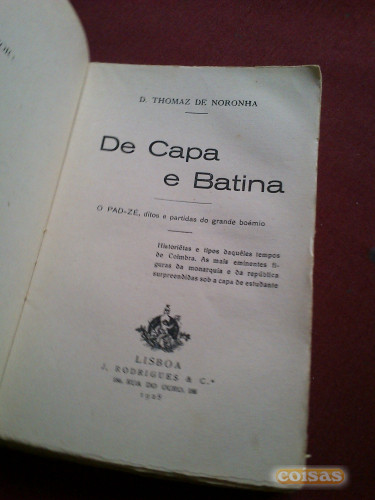 D. THOMAZ DE NORONHA
De Capa
e Batina
O PAD-ZÉ, ditos e partidas do grande boémio
Historiétas e tipos daquêles tempos
de Coimbra. As mais eminentes fi-
guras da monarquia e da república
surpreendidas sob a capa de estudante
LISBOA
J. RODRIGUES & C.ª
RUA DO OURO,
1928
coisas